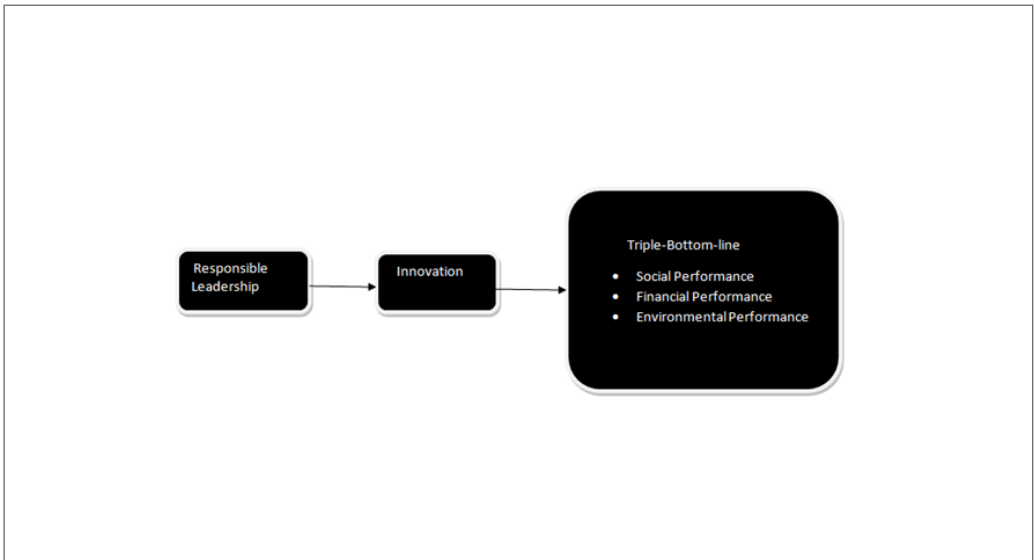 Responsible
Leadership
Innovation
Triple-Bottom-line
• Social Performance
• Financial Performance
• Environmental Performance